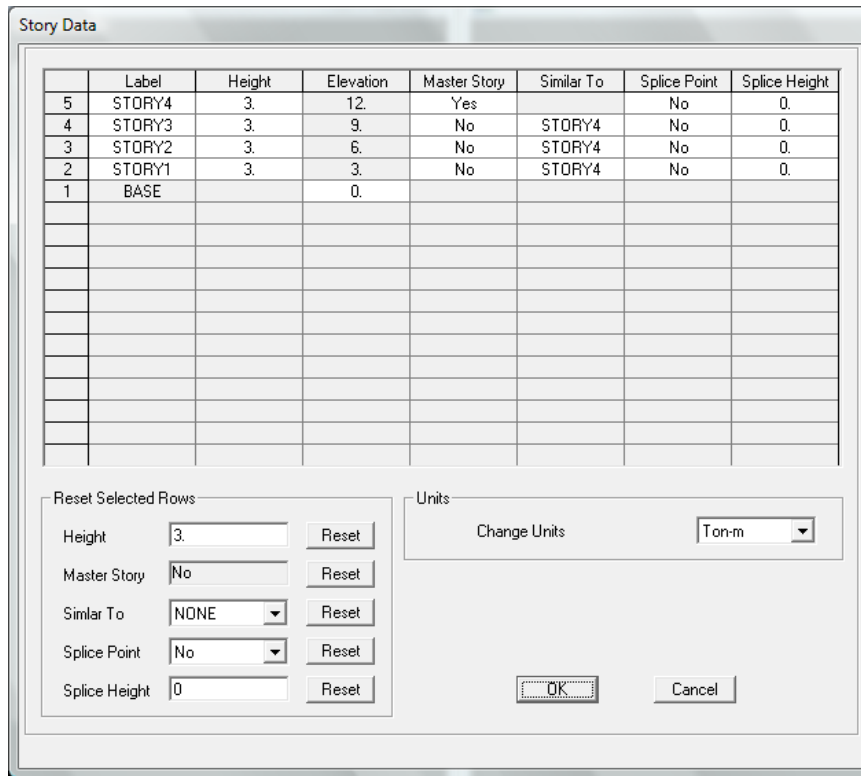 Story Data
Label Height Elevation Master Story Similar To Splice Point Splice Height
5 STORY4 3. 12. Yes No 0.
4 STORY3 3. 9. No STORY4 No 0.
3 STORY2 3. 6. No STORY4 No 0.
2 STORY1 3. 3. No STORY4 No 0.
1 BASE 0.
Reset Selected Rows
Height 3. Reset
Master Story No Reset
Simlar To NONE Reset
Splice Point No Reset
Splice Height 0 Reset
Units
Change Units Ton-m
OK Cancel